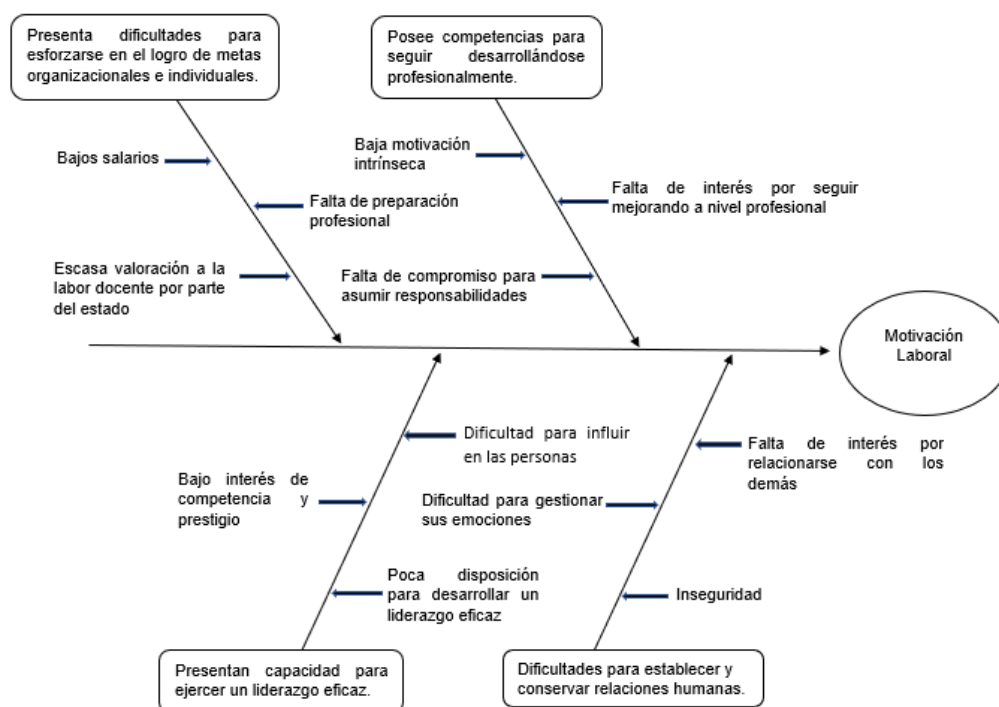 Presenta dificultades para
esforzarse en el logro de metas
organizacionales e individuales.
Posee competencias para
seguir desarrollándose
profesionalmente.
Bajos salarios
Baja motivación
intrínseca
Falta de preparación
profesional
Falta de interés por seguir
mejorando a nivel profesional
Escasa valoración a la
labor docente por parte
del estado
Falta de compromiso para
asumir responsabilidades
Motivación
Laboral
Dificultad para influir
en las personas
Falta de interés por
relacionarse con los
demás
Bajo interés de
competencia y
prestigio
Dificultad para gestionar
sus emociones
Poca disposición
para desarrollar un
liderazgo eficaz
Inseguridad
Presentan capacidad para
ejercer un liderazgo eficaz.
Dificultades para establecer y
conservar relaciones humanas.